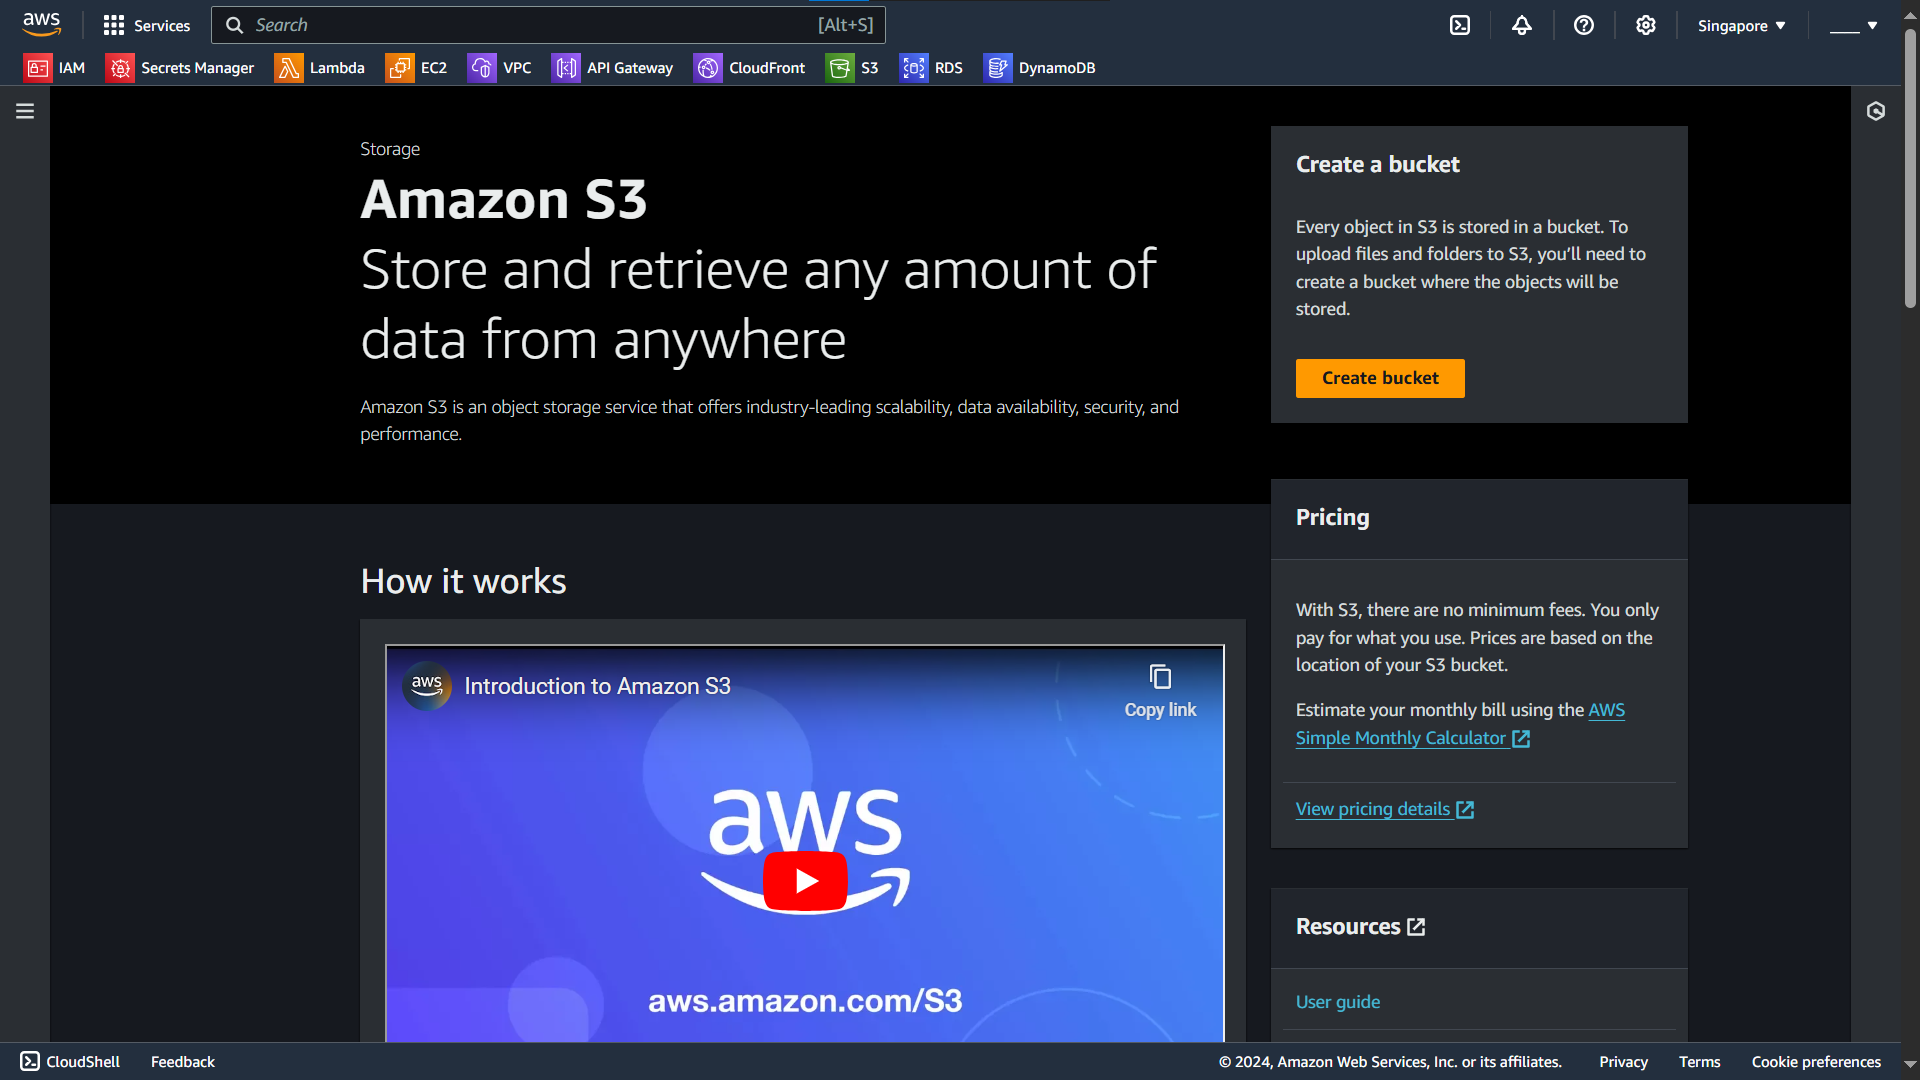 aws
Services
Search
[Alt+S]
Singapore
IAM
Secrets Manager
Lambda
EC2
VPC
API Gateway
CloudFront
S3
RDS
DynamoDB
Storage
Amazon S3
Store and retrieve any amount of
data from anywhere
Amazon S3 is an object storage service that offers industry-leading scalability, data availability, security, and
performance.
Create a bucket
Every object in S3 is stored in a bucket. To
upload files and folders to S3, you'll need to
create a bucket where the objects will be
stored.
Create bucket
Pricing
With S3, there are no minimum fees. You only
pay for what you use. Prices are based on the
location of your S3 bucket.
Estimate your monthly bill using the AWS
Simple Monthly Calculator
View pricing details
Resources
User guide
How it works
aws
Introduction to Amazon S3
Copy link
aws
aws.amazon.com/S3
CloudShell
Feedback
© 2024, Amazon Web Services, Inc. or its affiliates.
Privacy
Terms
Cookie preferences